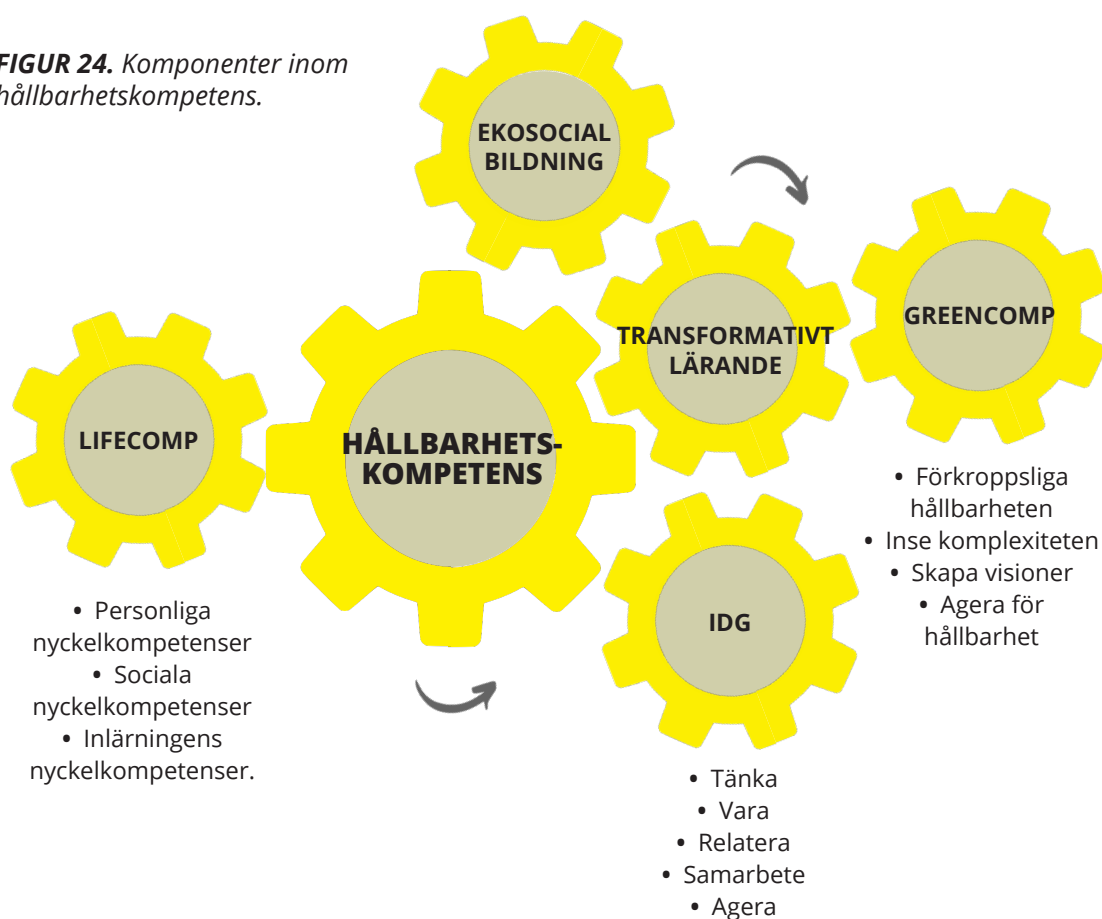 FIGUR 24. Komponenter inom
hållbarhetskompetens.
EKOSOCIAL
BILDNING
TRANSFORMATIVT
LÄRANDE
GREENCOMP
LIFECOMP
HÅLLBARHETS-
KOMPETENS
IDG
• Förkroppsliga
hållbarheten
• Inse komplexiteten
• Skapa visioner
• Agera för
hållbarhet
• Personliga
nyckelkompetenser
• Sociala
nyckelkompetenser
• Inlärningens
nyckelkompetenser.
• Tänka
• Vara
• Relatera
• Samarbete
• Agera